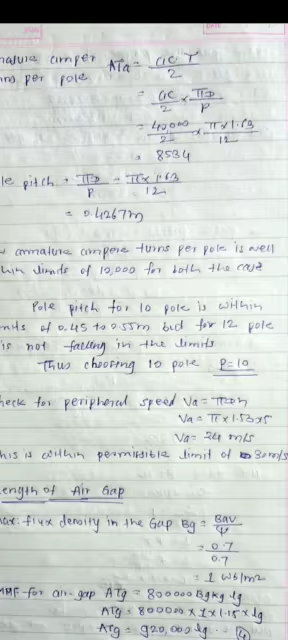 nature amper ATa = ac τ / 2
ns per pole
= ac/2 × πD/P
= 40,000/2 × π×1.63/12
= 8534
le pitch = πD/P = π×1.63/12
= 0.4267m
armature ampere turns per pole is well
hin limits of 10,000 for both the case
Pole pitch for 10 pole is within
mits of 0.45 to 0.55m but for 12 pole
is not falling in the limits
Thus choosing 10 pole P=10
heck for peripheral speed Va = πDn
Va = π×1.53×5
Va = 24 m/s
his is within permissible limit of 30m/s
ength of Air Gap
ax. flux density in the Gap Bg = Bav/Ψ
= 0.7/0.7
= 1 wb/m2
MMF for air-gap ATg = 800000 Bg kg lg
ATg = 800000 × 1 × 1.15 × lg
ATg = 920,000 lg